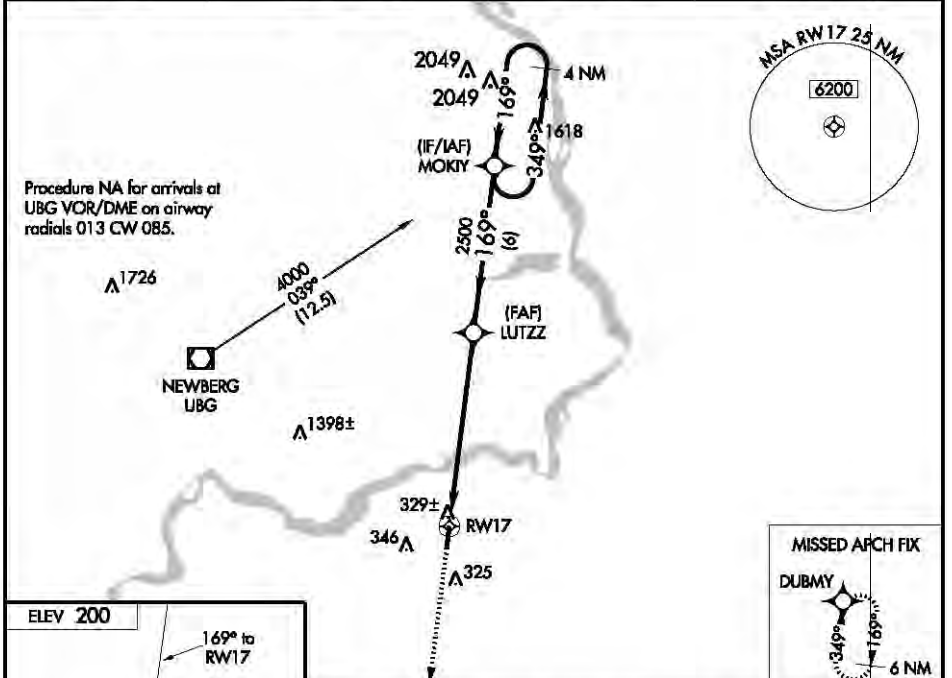 2049
2049
169°
4 NM
349°
1618
(IF/IAF)
MOKIY
MSA RW17 25 NM
6200
Procedure NA for arrivals at
UBG VOR/DME on airway
radials 013 CW 085.
2500
169°
(6)
1726
4000
039°
(12.5)
(FAF)
LUTZZ
NEWBERG
UBG
1398±
329±
RW17
346
325
MISSED APCH FIX
DUBMY
349°
169°
6 NM
ELEV 200
169° to
RW17